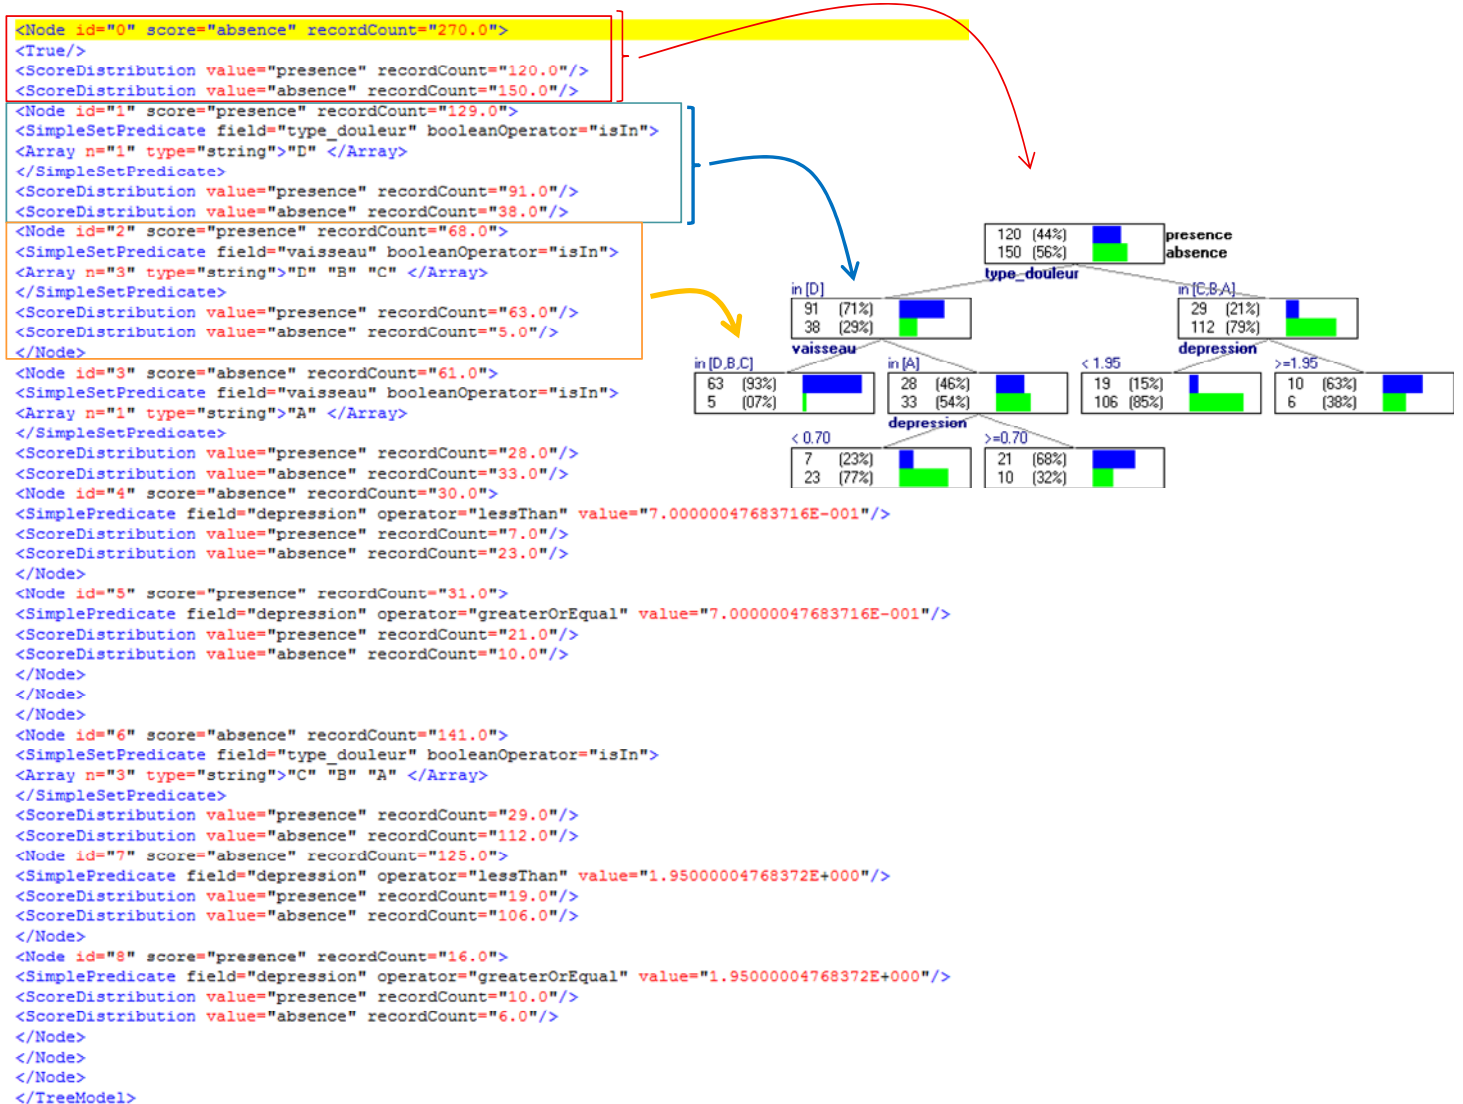 <Node id="0" score="absence" recordCount="270.0">
<True/>
<ScoreDistribution value="presence" recordCount="120.0"/>
<ScoreDistribution value="absence" recordCount="150.0"/>
<Node id="1" score="presence" recordCount="129.0">
<SimpleSetPredicate field="type_douleur" booleanOperator="isIn">
<Array n="1" type="string">"D" </Array>
</SimpleSetPredicate>
<ScoreDistribution value="presence" recordCount="91.0"/>
<ScoreDistribution value="absence" recordCount="38.0"/>
<Node id="2" score="presence" recordCount="68.0">
<SimpleSetPredicate field="vaisseau" booleanOperator="isIn">
<Array n="3" type="string">"D" "B" "C" </Array>
</SimpleSetPredicate>
<ScoreDistribution value="presence" recordCount="63.0"/>
<ScoreDistribution value="absence" recordCount="5.0"/>
</Node>
<Node id="3" score="absence" recordCount="61.0">
<SimpleSetPredicate field="vaisseau" booleanOperator="isIn">
<Array n="1" type="string">"A" </Array>
</SimpleSetPredicate>
<ScoreDistribution value="presence" recordCount="28.0"/>
<ScoreDistribution value="absence" recordCount="33.0"/>
<Node id="4" score="absence" recordCount="30.0">
<SimplePredicate field="depression" operator="lessThan" value="7.00000047683716E-001"/>
<ScoreDistribution value="presence" recordCount="7.0"/>
<ScoreDistribution value="absence" recordCount="23.0"/>
</Node>
<Node id="5" score="presence" recordCount="31.0">
<SimplePredicate field="depression" operator="greaterOrEqual" value="7.00000047683716E-001"/>
<ScoreDistribution value="presence" recordCount="21.0"/>
<ScoreDistribution value="absence" recordCount="10.0"/>
</Node>
</Node>
</Node>
<Node id="6" score="absence" recordCount="141.0">
<SimpleSetPredicate field="type_douleur" booleanOperator="isIn">
<Array n="3" type="string">"C" "B" "A" </Array>
</SimpleSetPredicate>
<ScoreDistribution value="presence" recordCount="29.0"/>
<ScoreDistribution value="absence" recordCount="112.0"/>
<Node id="7" score="absence" recordCount="125.0">
<SimplePredicate field="depression" operator="lessThan" value="1.95000004768372E+000"/>
<ScoreDistribution value="presence" recordCount="19.0"/>
<ScoreDistribution value="absence" recordCount="106.0"/>
</Node>
<Node id="8" score="presence" recordCount="16.0">
<SimplePredicate field="depression" operator="greaterOrEqual" value="1.95000004768372E+000"/>
<ScoreDistribution value="presence" recordCount="10.0"/>
<ScoreDistribution value="absence" recordCount="6.0"/>
</Node>
</Node>
</Node>
</TreeModel>
120 (44%) presence
150 (56%) absence
type_douleur
in [D] in [C,B,A]
91 (71%) 29 (21%)
38 (29%) 112 (79%)
vaisseau depression
in [D,B,C] in [A] < 1.95 >=1.95
63 (93%) 28 (46%) 19 (15%) 10 (63%)
5 (07%) 33 (54%) 106 (85%) 6 (38%)
depression
< 0.70 >=0.70
7 (23%) 21 (68%)
23 (77%) 10 (32%)